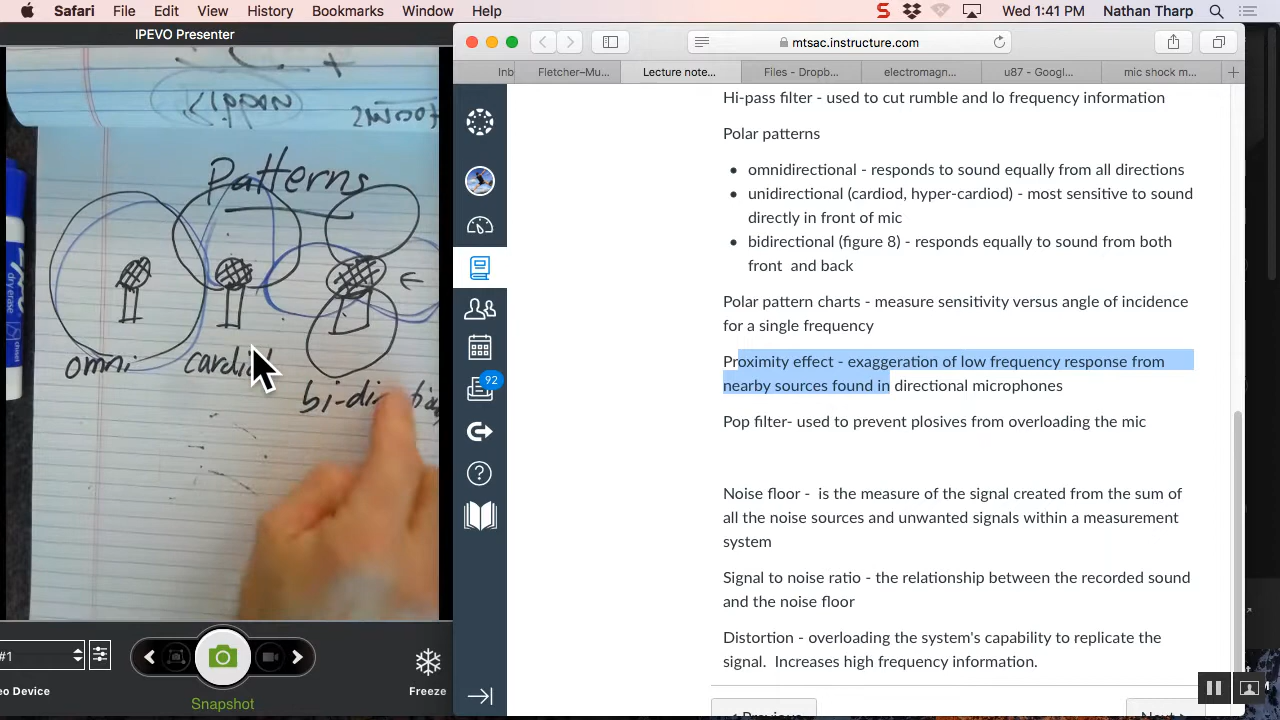 Safari File Edit View History Bookmarks Window Help
Wed 1:41 PM Nathan Tharp
IPEVO Presenter
Patterns
omni
#1
Snapshot
Freeze
mtsac.instructure.com
Inb
Fletcher–Mu...
Lecture note...
Files - Dropb...
electromagn...
u87 - Googl...
mic shock m...
92
Hi-pass filter - used to cut rumble and lo frequency information
Polar patterns
omnidirectional - responds to sound equally from all directions
unidirectional (cardiod, hyper-cardiod) - most sensitive to sound
directly in front of mic
bidirectional (figure 8) - responds equally to sound from both
front and back
Polar pattern charts - measure sensitivity versus angle of incidence
for a single frequency
Proximity effect - exaggeration of low frequency response from
nearby sources found in directional microphones
Pop filter- used to prevent plosives from overloading the mic
Noise floor - is the measure of the signal created from the sum of
all the noise sources and unwanted signals within a measurement
system
Signal to noise ratio - the relationship between the recorded sound
and the noise floor
Distortion - overloading the system's capability to replicate the
signal. Increases high frequency information.